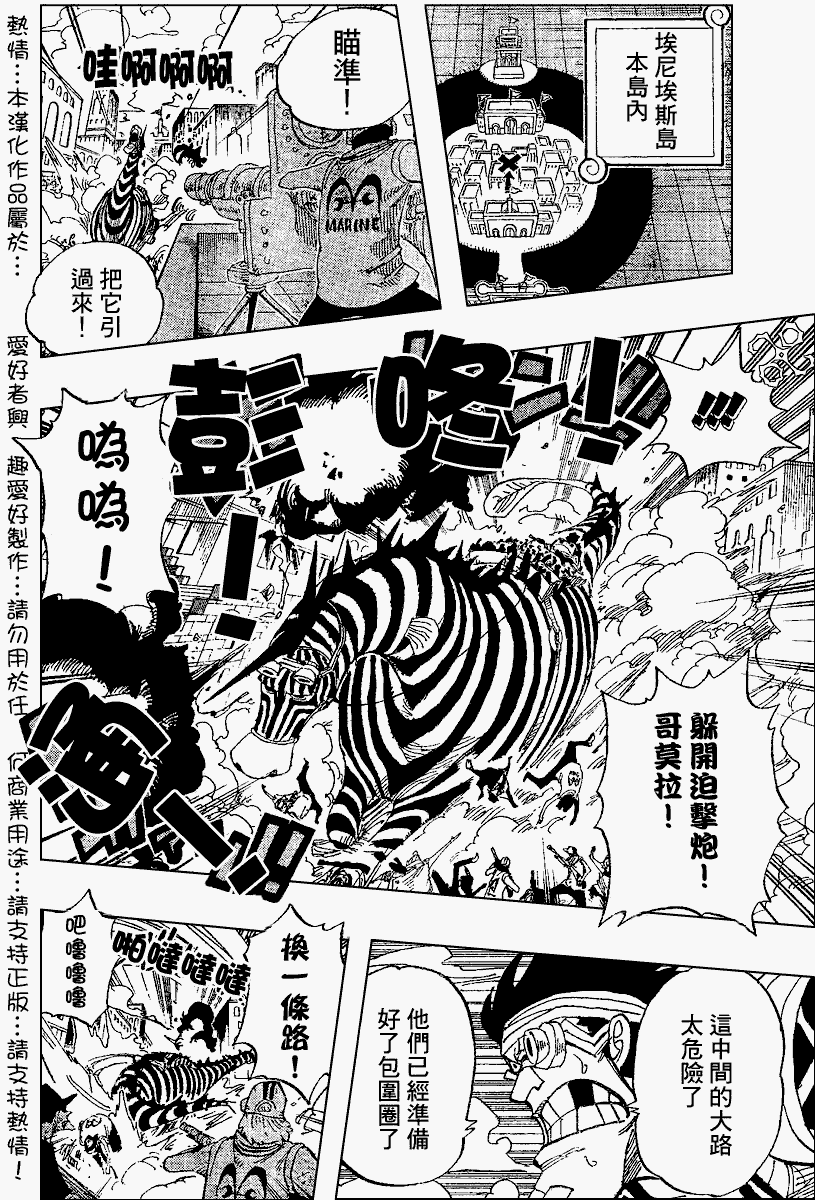 埃尼埃斯島
本島內
瞄準！
哇啊啊啊
MARINE
把它引
過來！
!!!
咚ー!!
彭！
嗚嗚！
躲開迫擊炮！
哥莫拉！
這中間的大路
太危險了
他們已經準備
好了包圍圈了
換一條路！
啪噠噠噠
吧嚕嚕嚕
熱情…本漢化作品屬於…愛好者興趣愛好製作…請勿用於任何商業用途…請支持正版…請支持熱情！